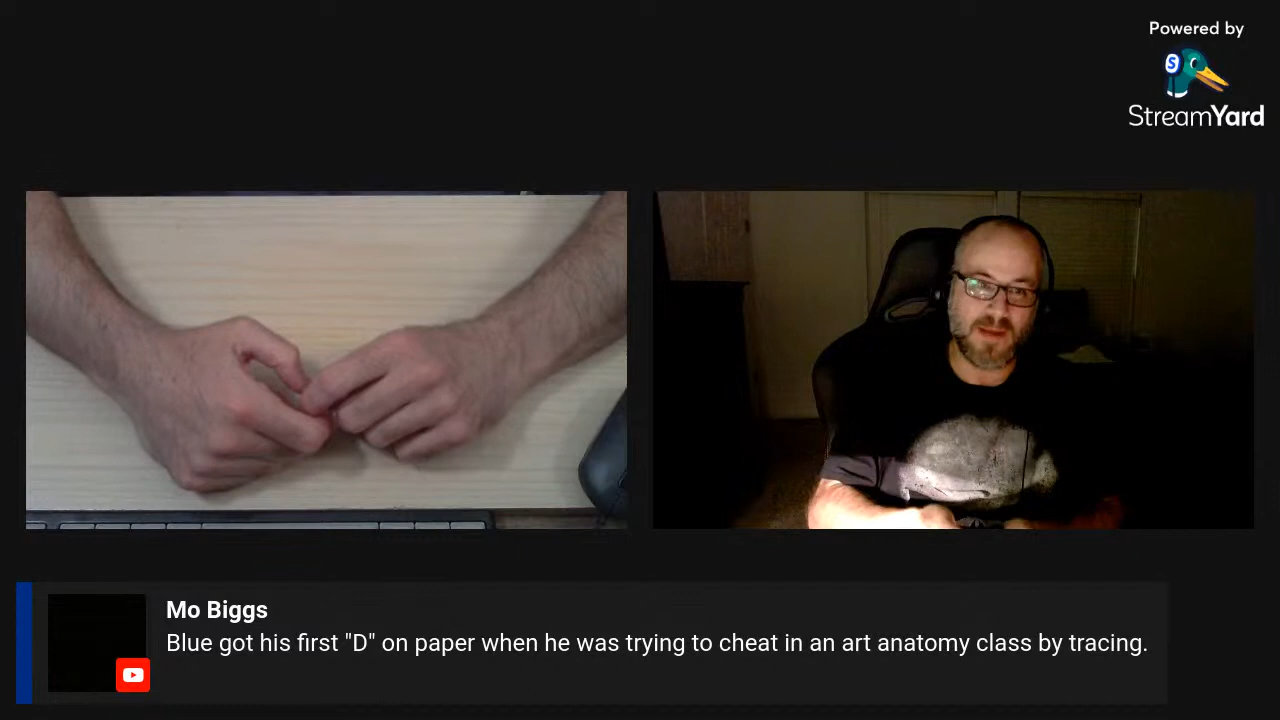 Powered by
S
StreamYard
Mo Biggs
Blue got his first "D" on paper when he was trying to cheat in an art anatomy class by tracing.